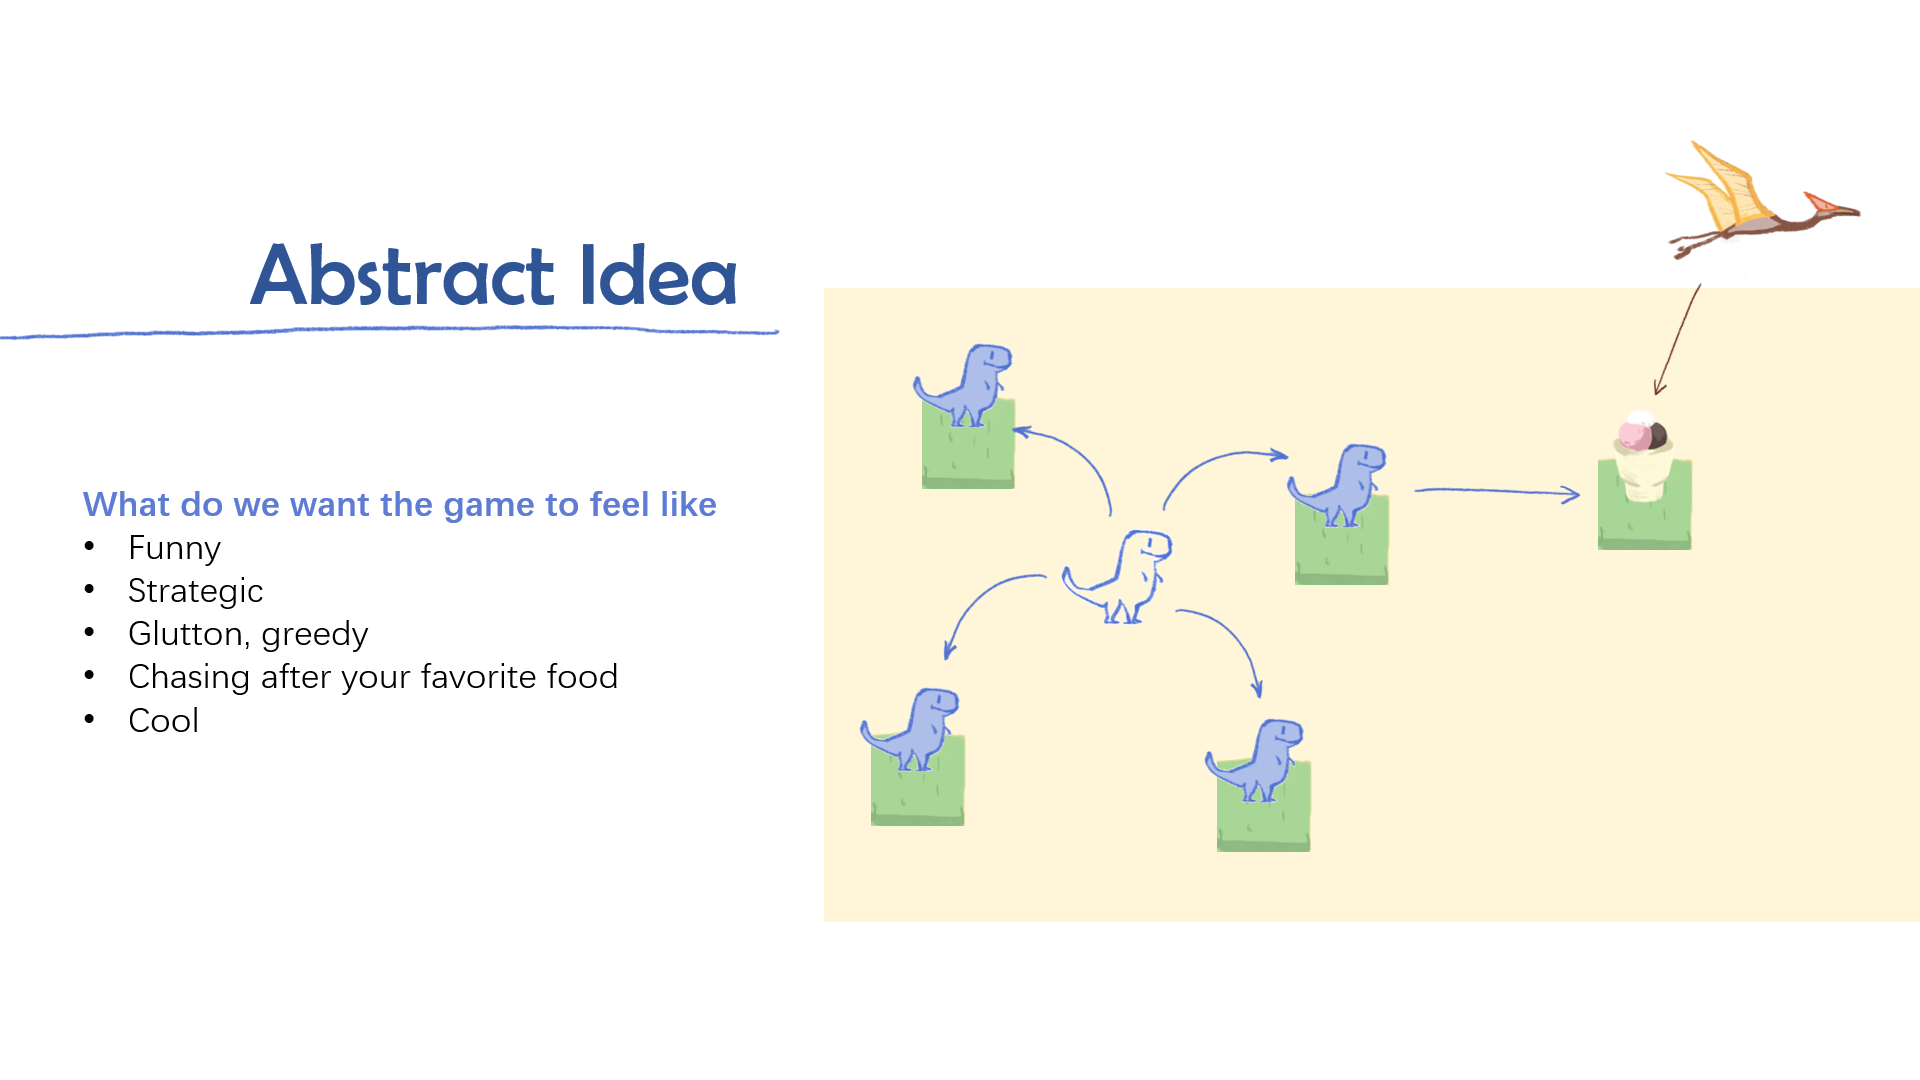 Abstract Idea
What do we want the game to feel like
• Funny
• Strategic
• Glutton, greedy
• Chasing after your favorite food
• Cool